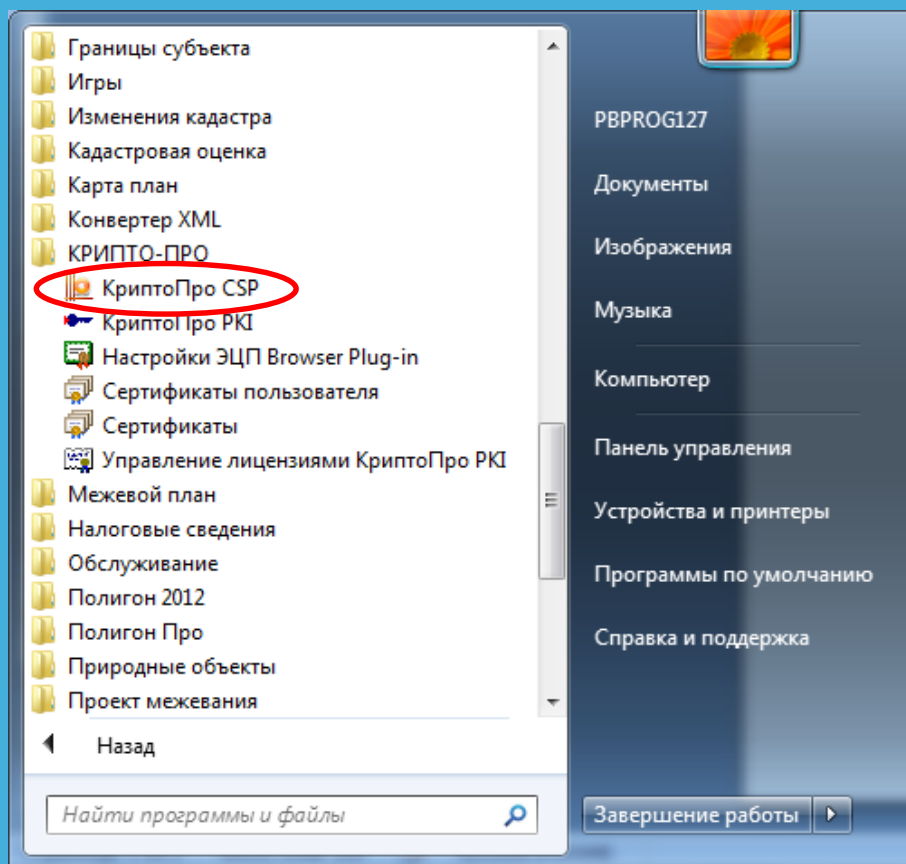 Границы субъекта
Игры
Изменения кадастра
Кадастровая оценка
Карта план
Конвертер XML
КРИПТО-ПРО
КриптоПро CSP
КриптоПро PKI
Настройки ЭЦП Browser Plug-in
Сертификаты пользователя
Сертификаты
Управление лицензиями КриптоПро PKI
Межевой план
Налоговые сведения
Обслуживание
Полигон 2012
Полигон Про
Природные объекты
Проект межевания
Назад
Найти программы и файлы
PBPROG127
Документы
Изображения
Музыка
Компьютер
Панель управления
Устройства и принтеры
Программы по умолчанию
Справка и поддержка
Завершение работы